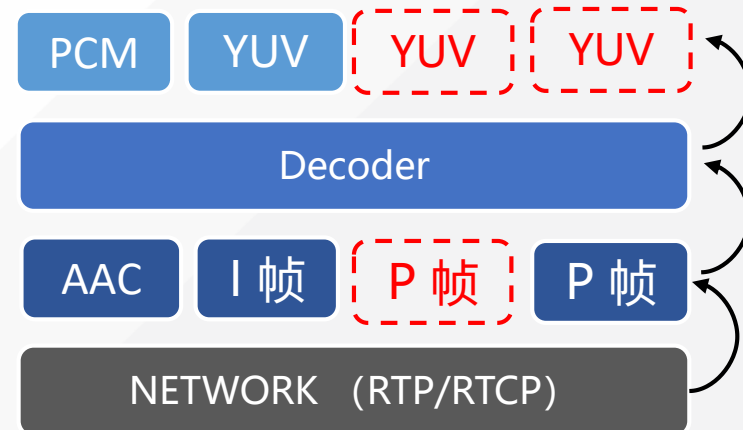 PCM YUV YUV YUV
Decoder
AAC I 帧 P 帧 P 帧
NETWORK （RTP/RTCP）